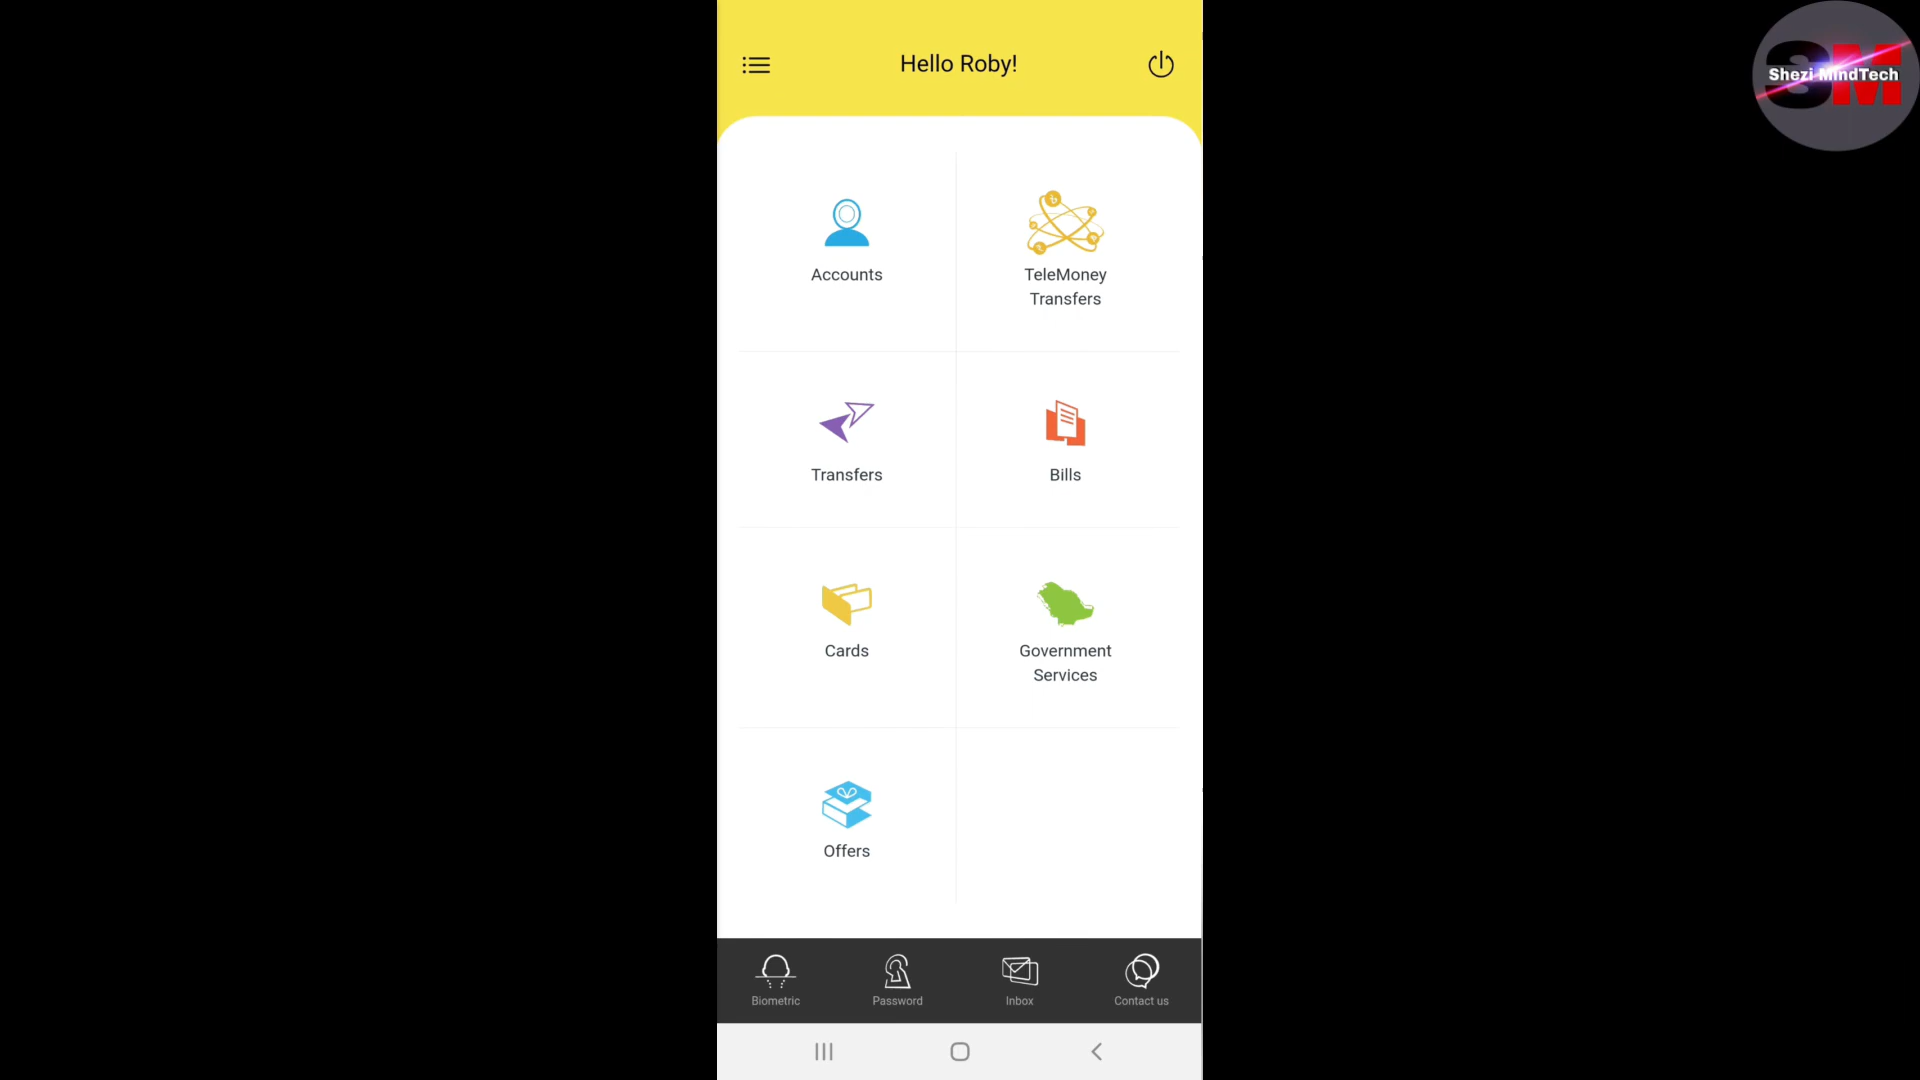 Hello Roby!
Shezi MindTech
Accounts
TeleMoney
Transfers
Transfers
Bills
Cards
Government
Services
Offers
Biometric
Password
Inbox
Contact us